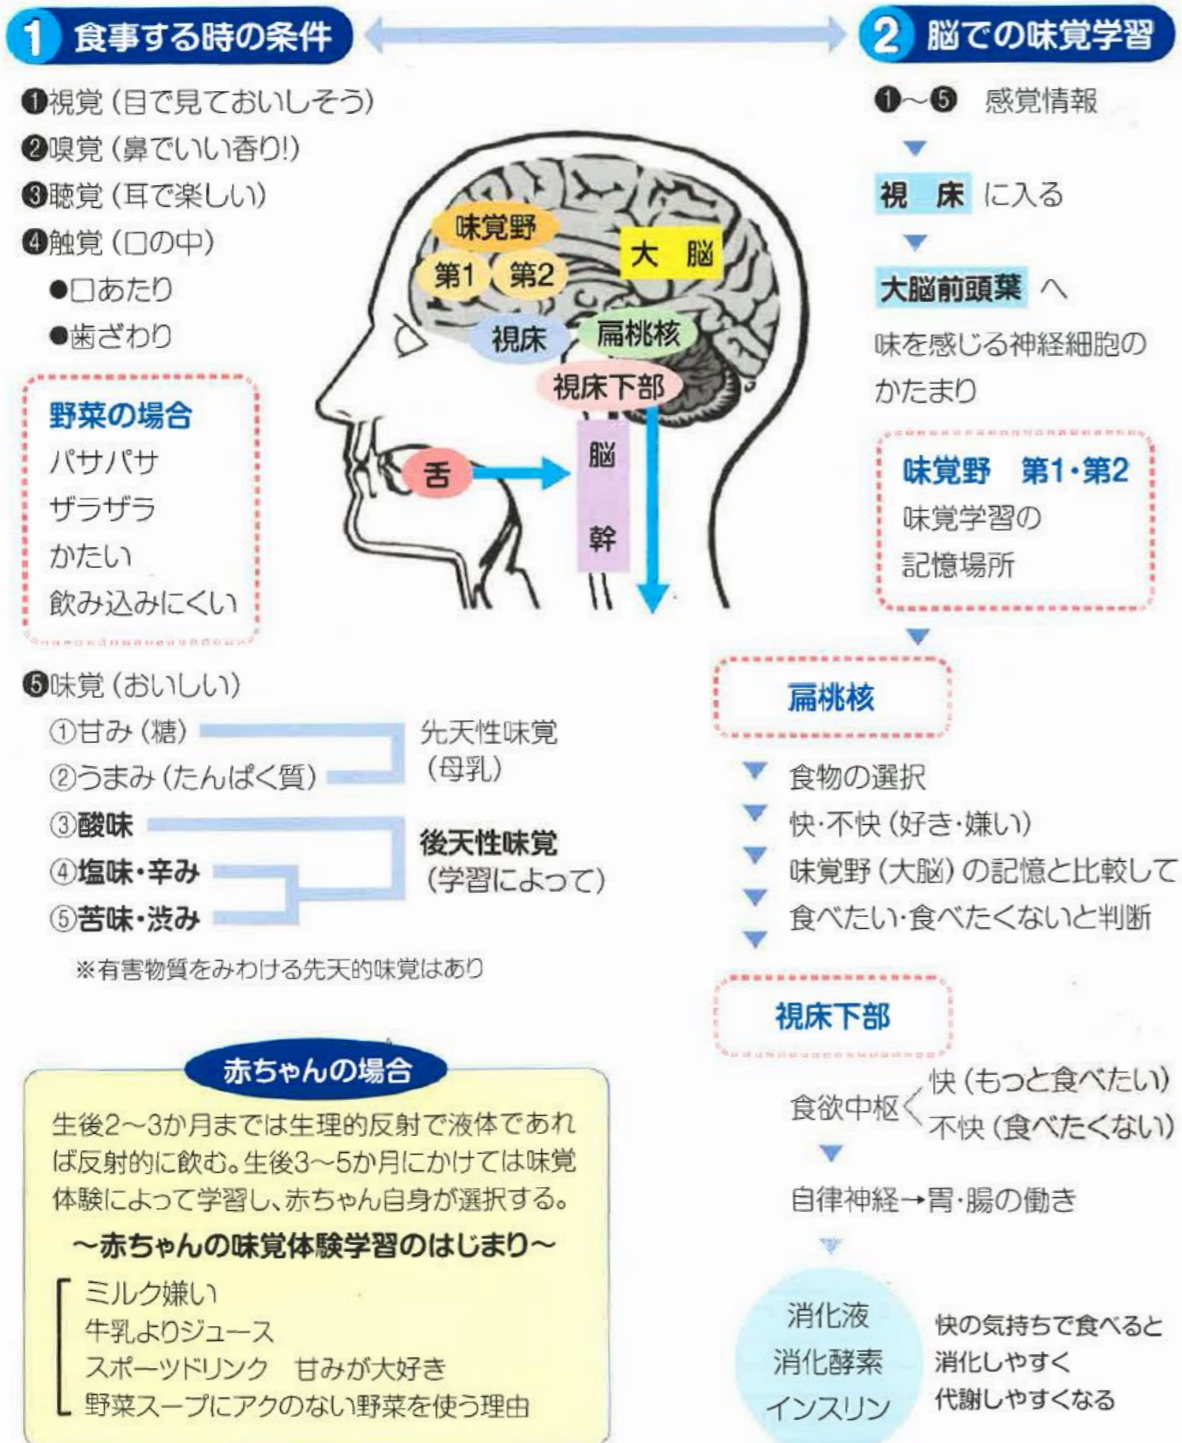 1 食事する時の条件
❶視覚(目で見ておいしそう)
❷嗅覚(鼻でいい香り!)
❸聴覚(耳で楽しい)
❹触覚(口の中)
●口あたり
●歯ざわり
野菜の場合
パサパサ
ザラザラ
かたい
飲み込みにくい
❺味覚(おいしい)
①甘み(糖)
②うまみ(たんぱく質)
先天性味覚
(母乳)
③酸味
④塩味・辛み
⑤苦味・渋み
後天性味覚
(学習によって)
※有害物質をみわける先天的味覚はあり
赤ちゃんの場合
生後2～3か月までは生理的反射で液体であれ
ば反射的に飲む。生後3～5か月にかけては味覚
体験によって学習し、赤ちゃん自身が選択する。
～赤ちゃんの味覚体験学習のはじまり～
ミルク嫌い
牛乳よりジュース
スポーツドリンク 甘みが大好き
野菜スープにアクのない野菜を使う理由
味覚野
第1 第2
大脳
視床
扁桃核
視床下部
舌
脳幹
2 脳での味覚学習
❶～❺ 感覚情報
視床に入る
大脳前頭葉へ
味を感じる神経細胞の
かたまり
味覚野 第1・第2
味覚学習の
記憶場所
扁桃核
食物の選択
快・不快(好き・嫌い)
味覚野(大脳)の記憶と比較して
食べたい・食べたくないと判断
視床下部
食欲中枢
快(もっと食べたい)
不快(食べたくない)
自律神経→胃・腸の働き
消化液
消化酵素
インスリン
快の気持ちで食べると
消化しやすく
代謝しやすくなる